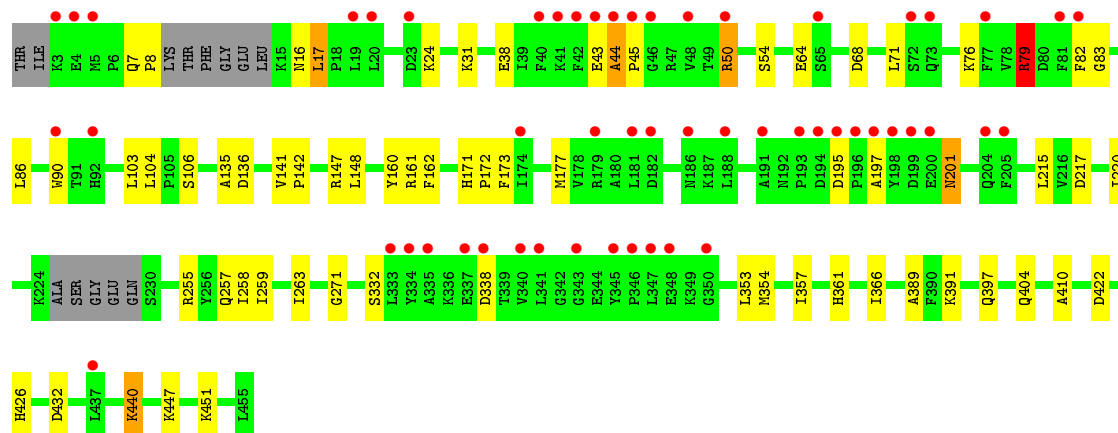 THR ILE K3 E4 M5 P6 Q7 P8 LYS THR PHE GLY GLU LEU K15 N16 L17 P18 L19 L20 D23 K24 K31 E38 I39 F40 K41 F42 E43 A44 P45 G46 R47 V48 T49 R50 S54 E64 S65 D68 L71 S72 Q73 K76 F77 V78 R79 D80 F81 F82 G83
L86 W90 T91 H92 L103 L104 P105 S106 A135 D136 V141 P142 R147 L148 Y160 R161 F162 H171 P172 F173 I174 M177 V178 R179 A180 L181 D182 N186 K187 L188 A191 N192 P193 D194 D195 P196 A197 Y198 D199 E200 N201 Q204 F205 L215 V216 D217 I220
K224 ALA SER GLY GLU GLN S230 R255 Y256 Q257 I258 I259 I263 G271 S332 L333 Y334 A335 K336 E337 D338 T339 V340 L341 G342 G343 E344 Y345 P346 L347 E348 K349 G350 L353 M354 I357 H361 I366 A389 F390 K391 Q397 Q404 A410 D422
H426 D432 L437 K440 K447 K451 L455